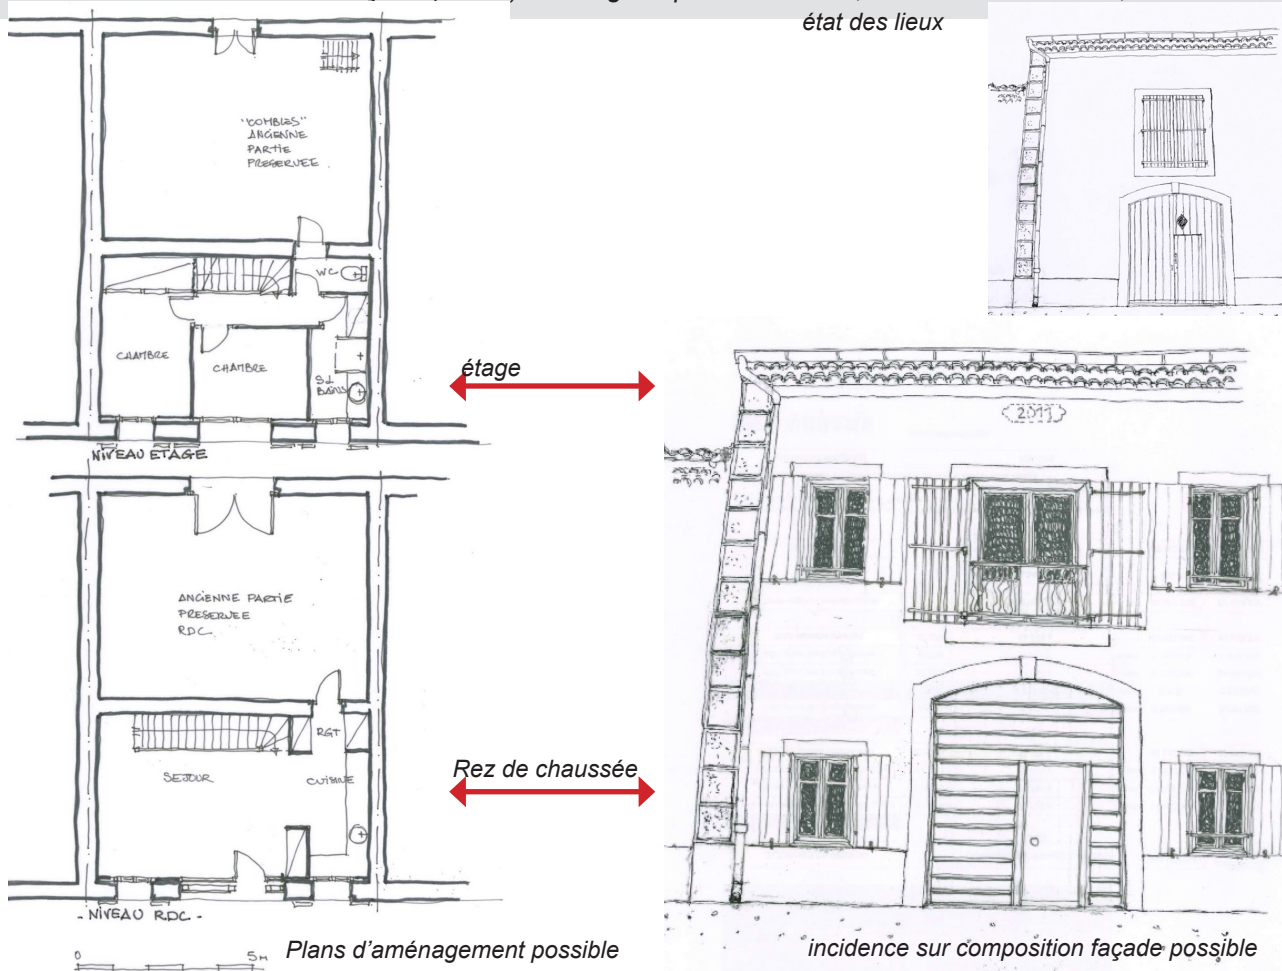 état des lieux
"COMBLES"
ANCIENNE
PARTIE
PRESERVEE
WC
CHAMBRE
CHAMBRE
Sd
BAINS
NIVEAU ETAGE
étage
2011
ANCIENNE PARTIE
PRESERVEE
RDC
RGT
SEJOUR
CUISINE
Rez de chaussée
- NIVEAU RDC -
0 5M
Plans d'aménagement possible
incidence sur composition façade possible